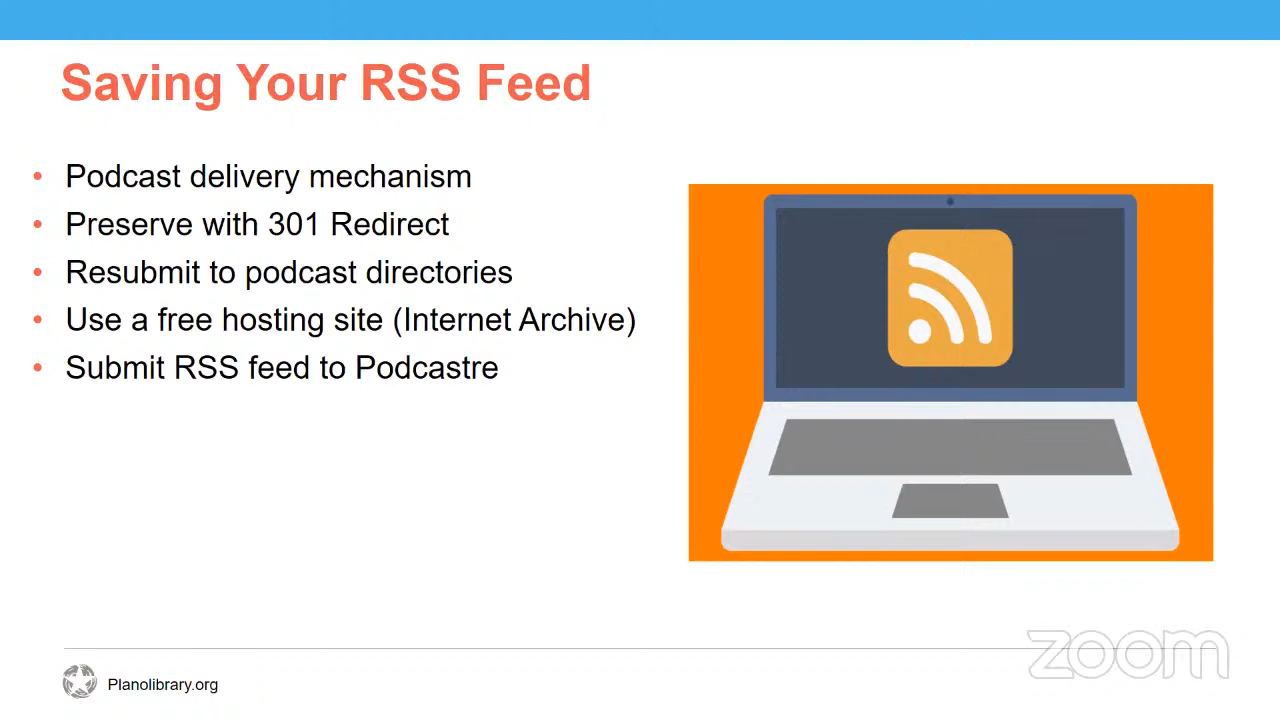 Saving Your RSS Feed
• Podcast delivery mechanism
• Preserve with 301 Redirect
• Resubmit to podcast directories
• Use a free hosting site (Internet Archive)
• Submit RSS feed to Podcastre
zoom
Planolibrary.org